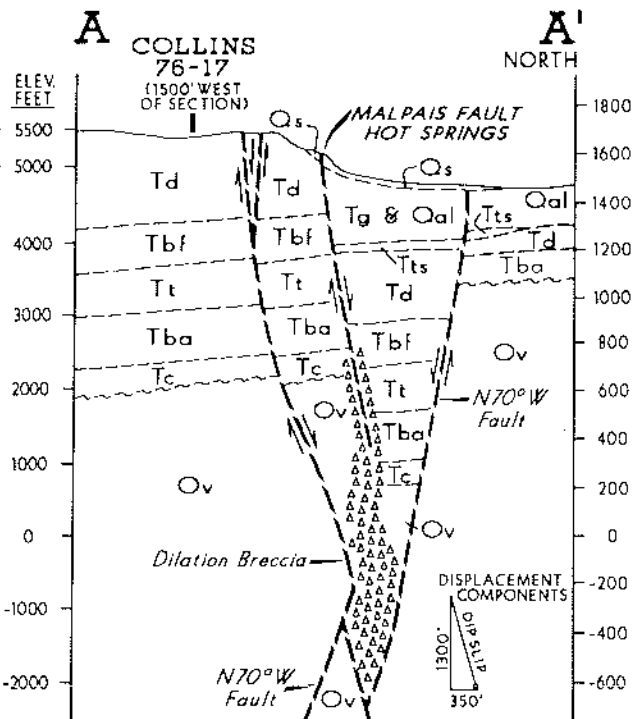 A
A'
COLLINS
76-17
(1500' WEST
OF SECTION)
NORTH
ELEV.
FEET
MALPAIS FAULT
HOT SPRINGS
Qs
Qs
5500
5000
4000
3000
2000
1000
0
-1000
-2000
1800
1600
1400
1200
1000
800
600
400
200
0
-200
-400
-600
Td
Td
Tg & Qal
Qal
Tts
Td
Tbf
Tbf
Tts
Tba
Td
Tt
Tt
Tba
Tba
Tbf
Ov
Tc
Tc
Tt
N70°W
Fault
Ov
Tba
Tc
Ov
Ov
Dilation Breccia
DISPLACEMENT
COMPONENTS
1300'
DIP SLIP
350'
N70°W
Fault
Ov